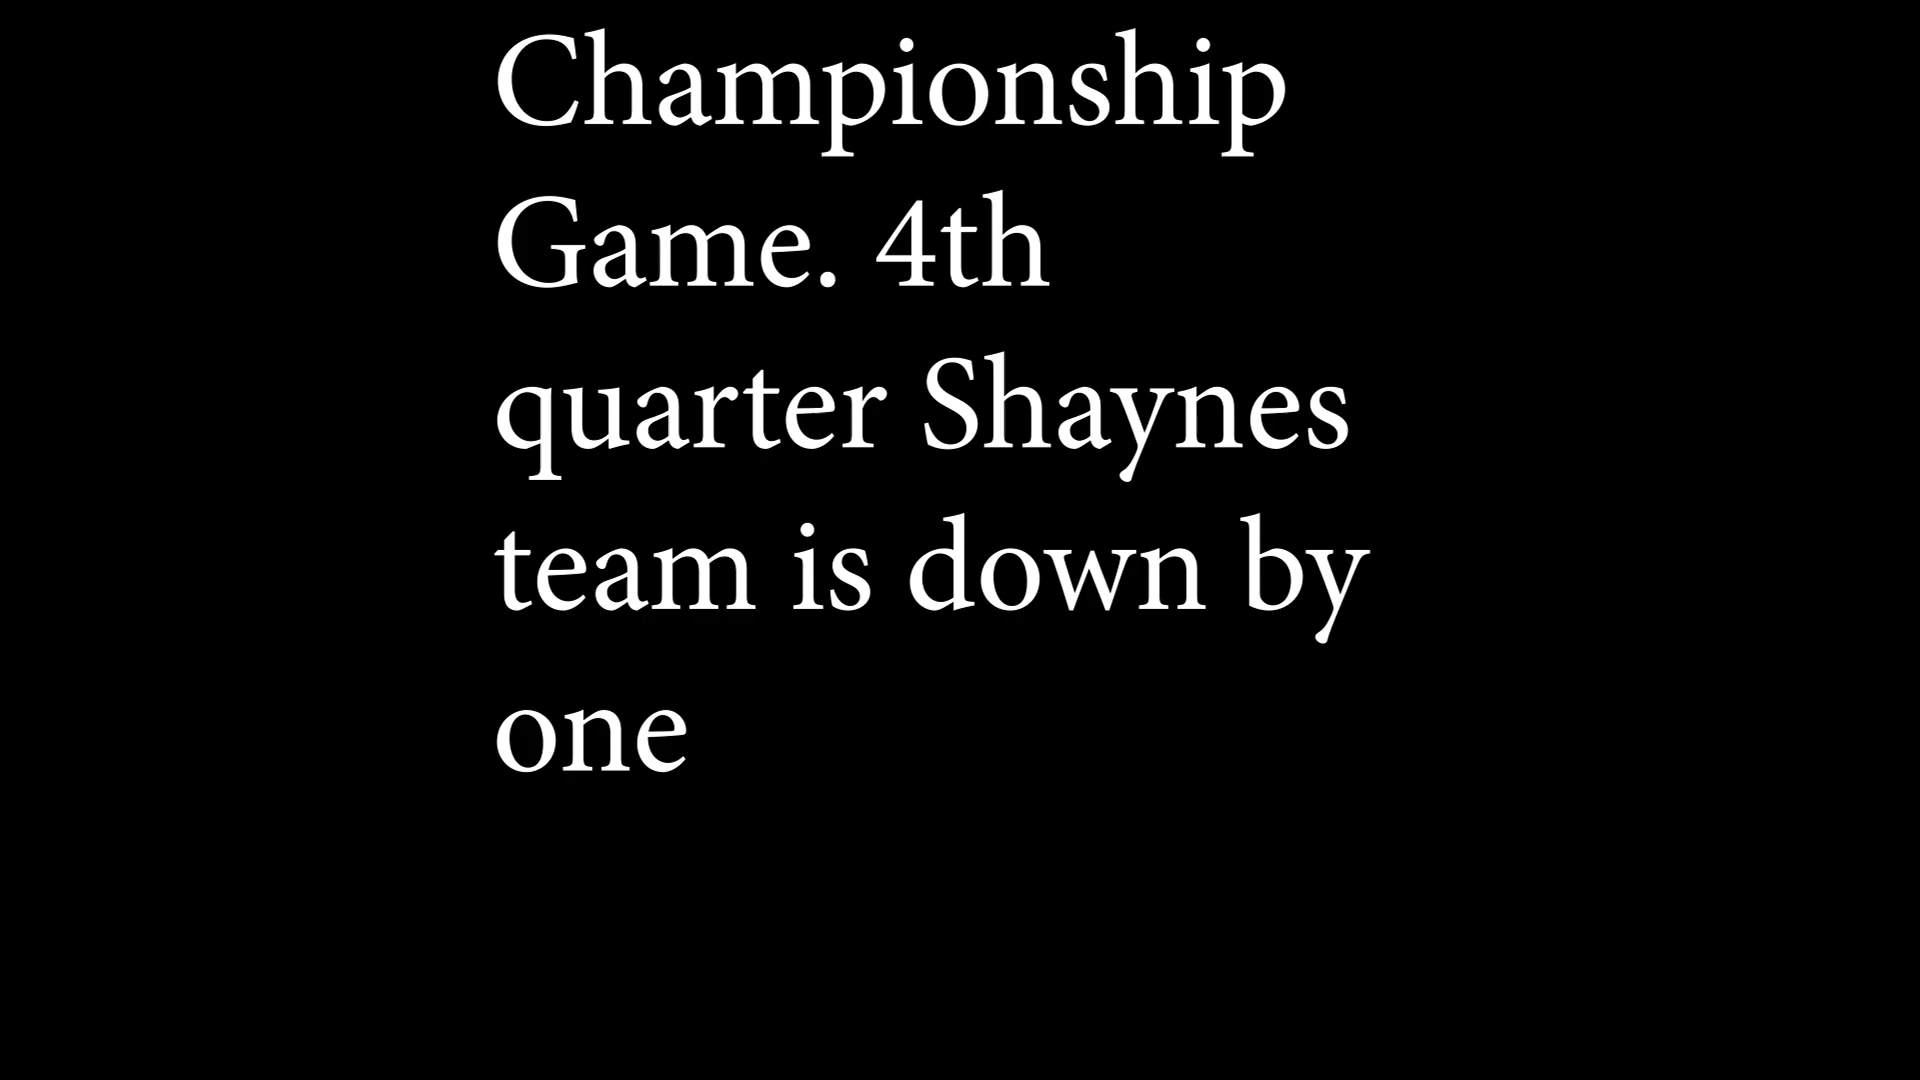 Championship
Game. 4th
quarter Shaynes
team is down by
one